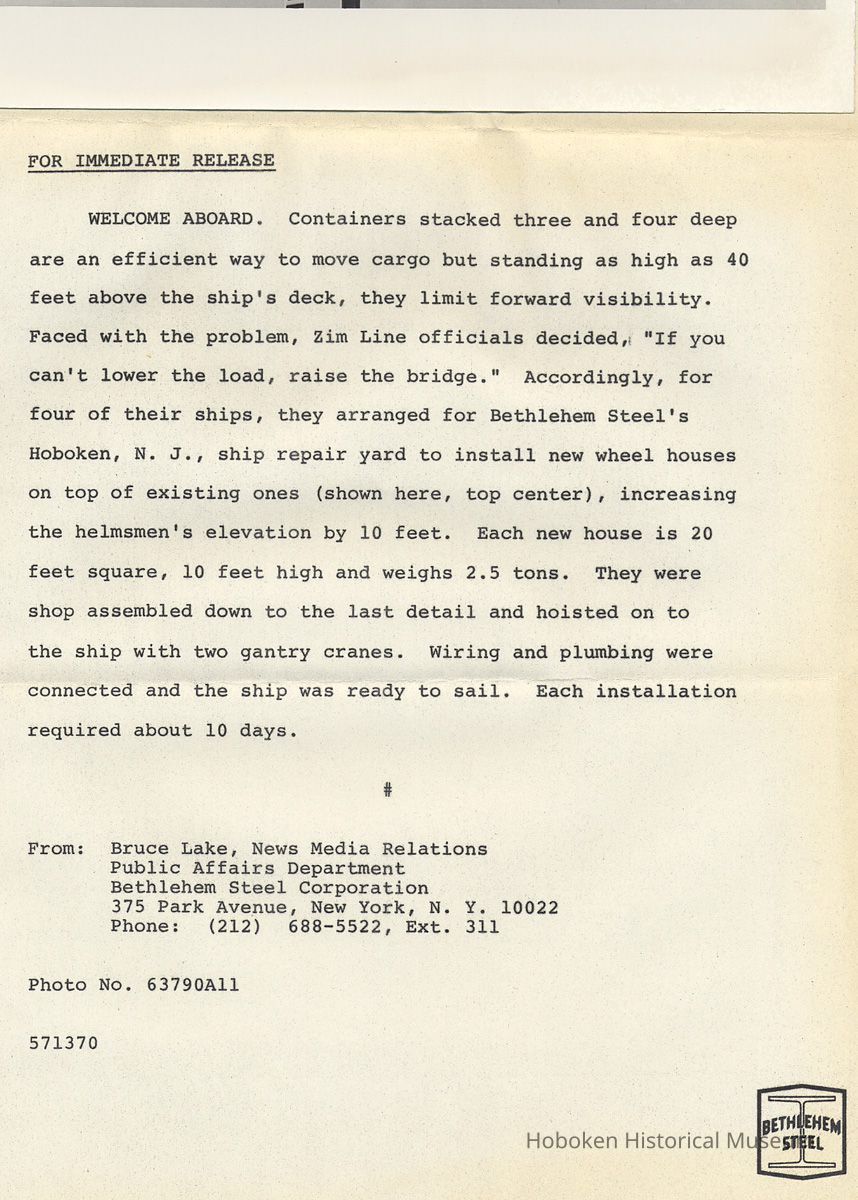 FOR IMMEDIATE RELEASE
WELCOME ABOARD. Containers stacked three and four deep
are an efficient way to move cargo but standing as high as 40
feet above the ship's deck, they limit forward visibility.
Faced with the problem, Zim Line officials decided, "If you
can't lower the load, raise the bridge." Accordingly, for
four of their ships, they arranged for Bethlehem Steel's
Hoboken, N. J., ship repair yard to install new wheel houses
on top of existing ones (shown here, top center), increasing
the helmsmen's elevation by 10 feet. Each new house is 20
feet square, 10 feet high and weighs 2.5 tons. They were
shop assembled down to the last detail and hoisted on to
the ship with two gantry cranes. Wiring and plumbing were
connected and the ship was ready to sail. Each installation
required about 10 days.
#
From: Bruce Lake, News Media Relations
Public Affairs Department
Bethlehem Steel Corporation
375 Park Avenue, New York, N. Y. 10022
Phone: (212) 688-5522, Ext. 311
Photo No. 63790A11
571370
BETHLEHEM
STEEL
Hoboken Historical Muse